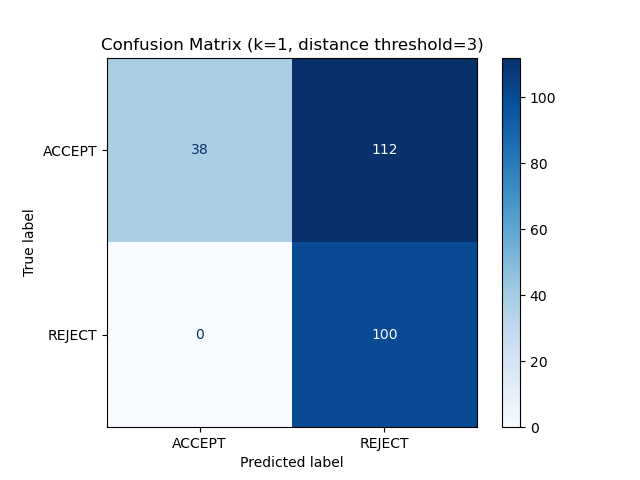 Confusion Matrix (k=1, distance threshold=3)
ACCEPT
38
112
REJECT
0
100
True label
ACCEPT
REJECT
Predicted label
100
80
60
40
20
0